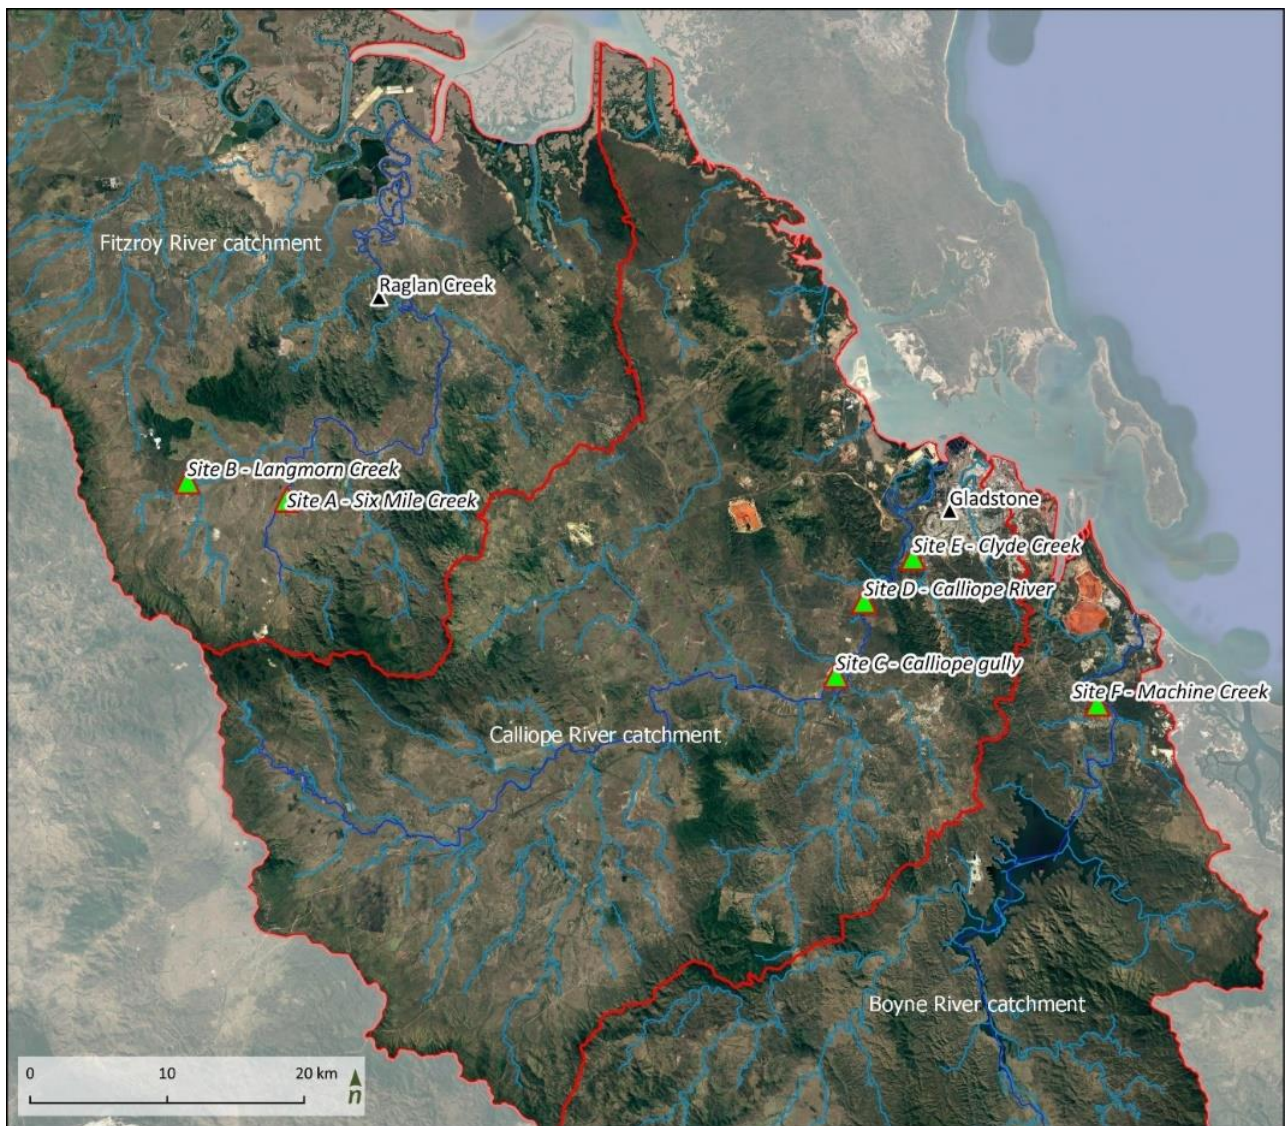 Fitzroy River catchment
Raglan Creek
Site B - Langmorn Creek
Site A - Six Mile Creek
Gladstone
Site E - Clyde Creek
Site D - Calliope River
Site C - Calliope gully
Site F - Machine Creek
Calliope River catchment
Boyne River catchment
0 10 20 km
n